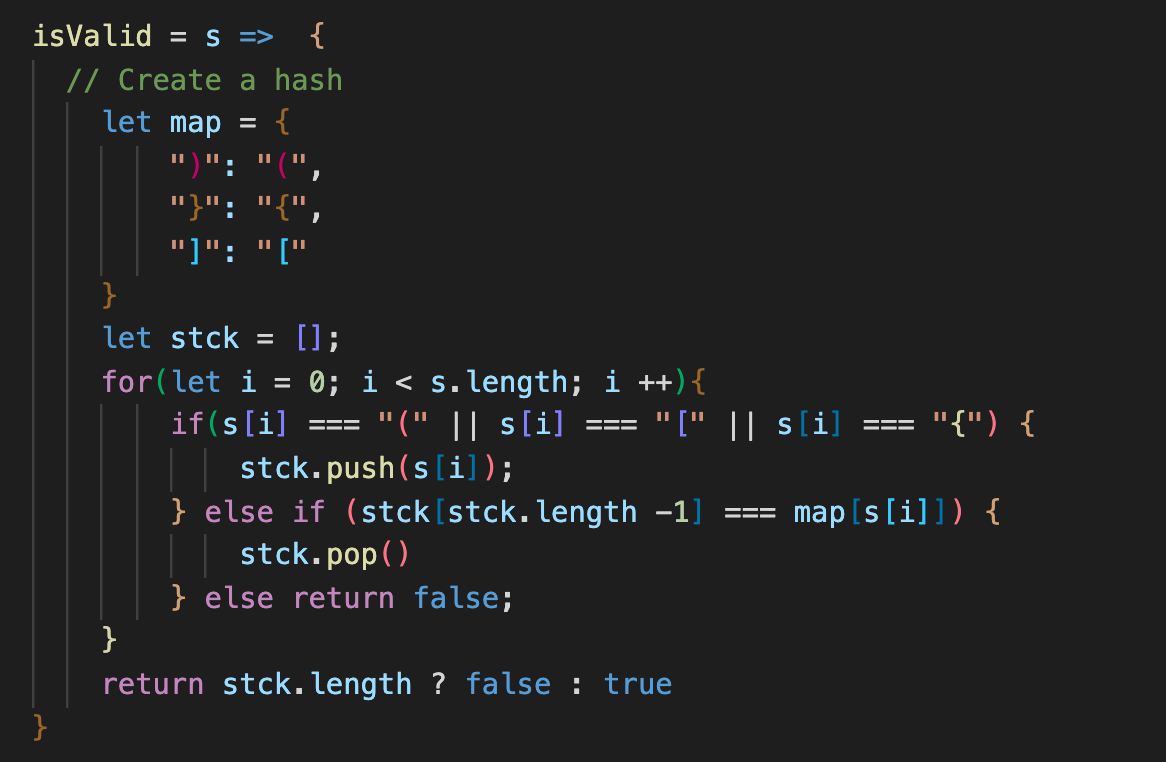 isValid = s =>  {
  // Create a hash
    let map = {
        ")": "(",
        "}": "{",
        "]": "["
    }
    let stck = [];
    for(let i = 0; i < s.length; i ++){
        if(s[i] === "(" || s[i] === "[" || s[i] === "{") {
            stck.push(s[i]);
        } else if (stck[stck.length -1] === map[s[i]]) {
            stck.pop()
        } else return false;
    }
    return stck.length ? false : true
}